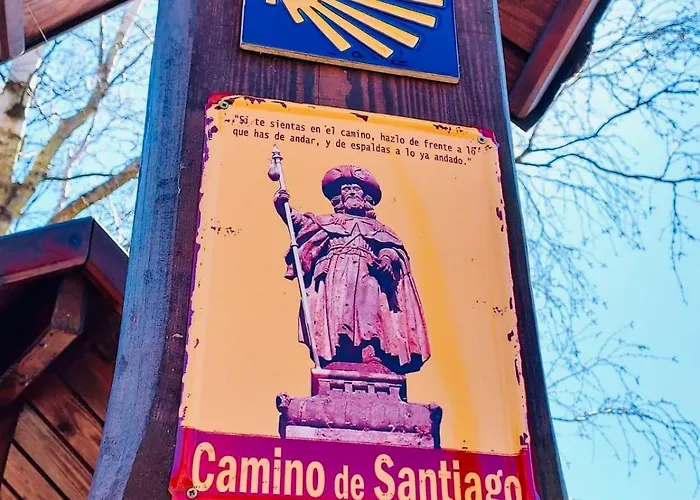 "Si te sientas en el camino, hazlo de frente a lo
que has de andar, y de espaldas a lo ya andado."
Camino de Santiago